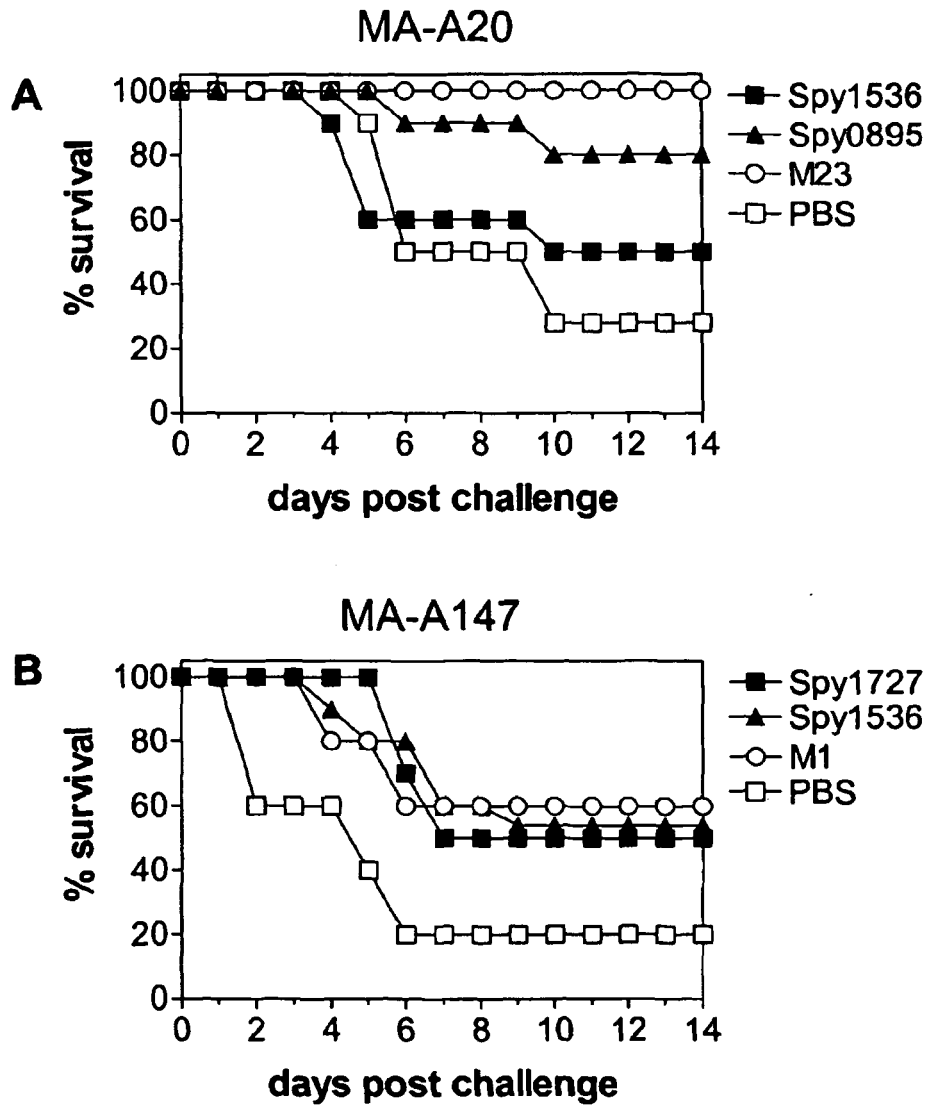 MA-A20
A
100
80
60
40
20
0
% survival
0 2 4 6 8 10 12 14
days post challenge
Spy1536
Spy0895
M23
PBS
MA-A147
B
100
80
60
40
20
0
% survival
0 2 4 6 8 10 12 14
days post challenge
Spy1727
Spy1536
M1
PBS